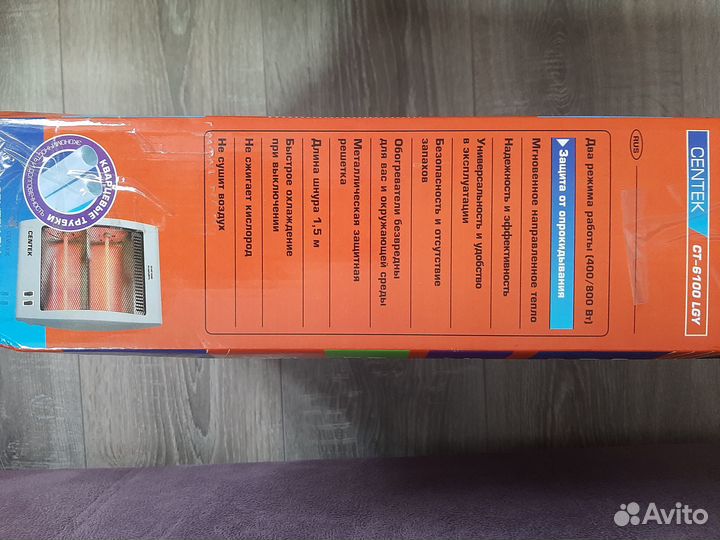 CENTEK
CT-6100 LGY
RUS
Два режима работы (400/800 Вт)
Защита от опрокидывания
Мгновенное направленное тепло
Надежность и эффективность
Универсальность и удобство
в эксплуатации
Безопасность и отсутствие
запахов
Обогреватели безвредны
для вас и окружающей среды
Металлическая защитная
решетка
Длина шнура 1,5 м
Быстрое охлаждение
при выключении
Не сжигает кислород
Не сушит воздух
КВАРЦЕВЫЕ ТРУБКИ
CENTEK
Avito